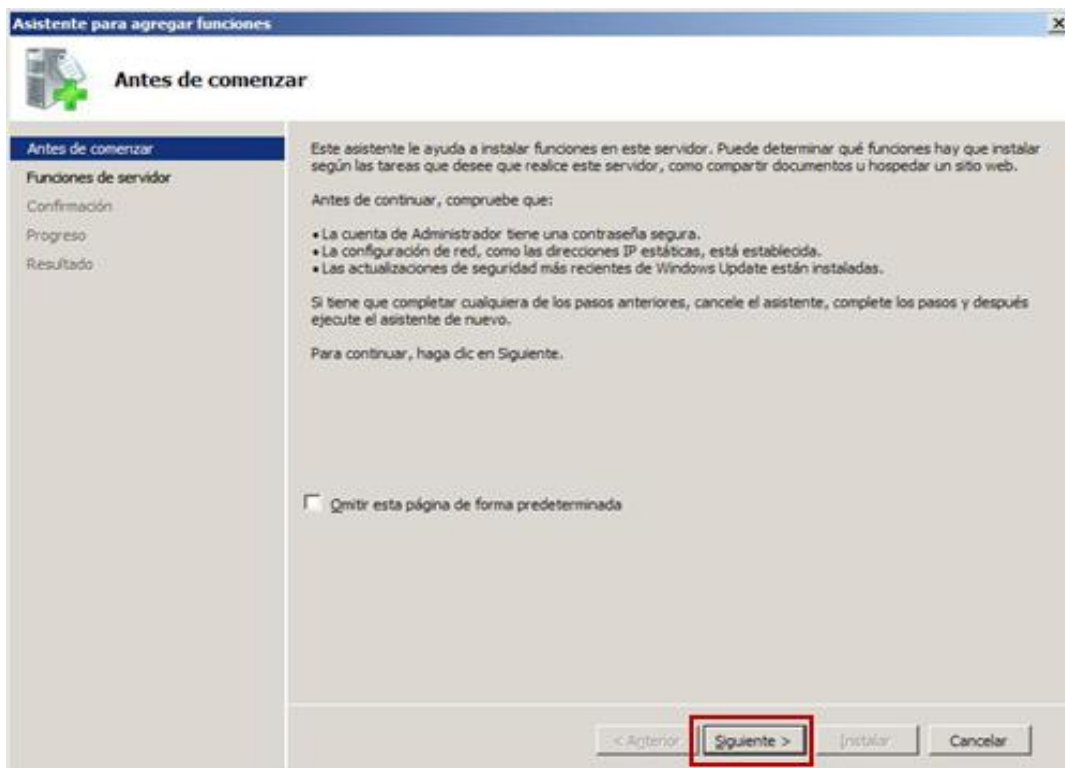 Asistente para agregar funciones
Antes de comenzar
Antes de comenzar
Funciones de servidor
Confirmación
Progreso
Resultado
Este asistente le ayuda a instalar funciones en este servidor. Puede determinar qué funciones hay que instalar
según las tareas que desee que realice este servidor, como compartir documentos u hospedar un sitio web.
Antes de continuar, compruebe que:
• La cuenta de Administrador tiene una contraseña segura.
• La configuración de red, como las direcciones IP estáticas, está establecida.
• Las actualizaciones de seguridad más recientes de Windows Update están instaladas.
Si tiene que completar cualquiera de los pasos anteriores, cancele el asistente, complete los pasos y después
ejecute el asistente de nuevo.
Para continuar, haga clic en Siguiente.
Omitir esta página de forma predeterminada
< Anterior
Siguiente >
Instalar
Cancelar